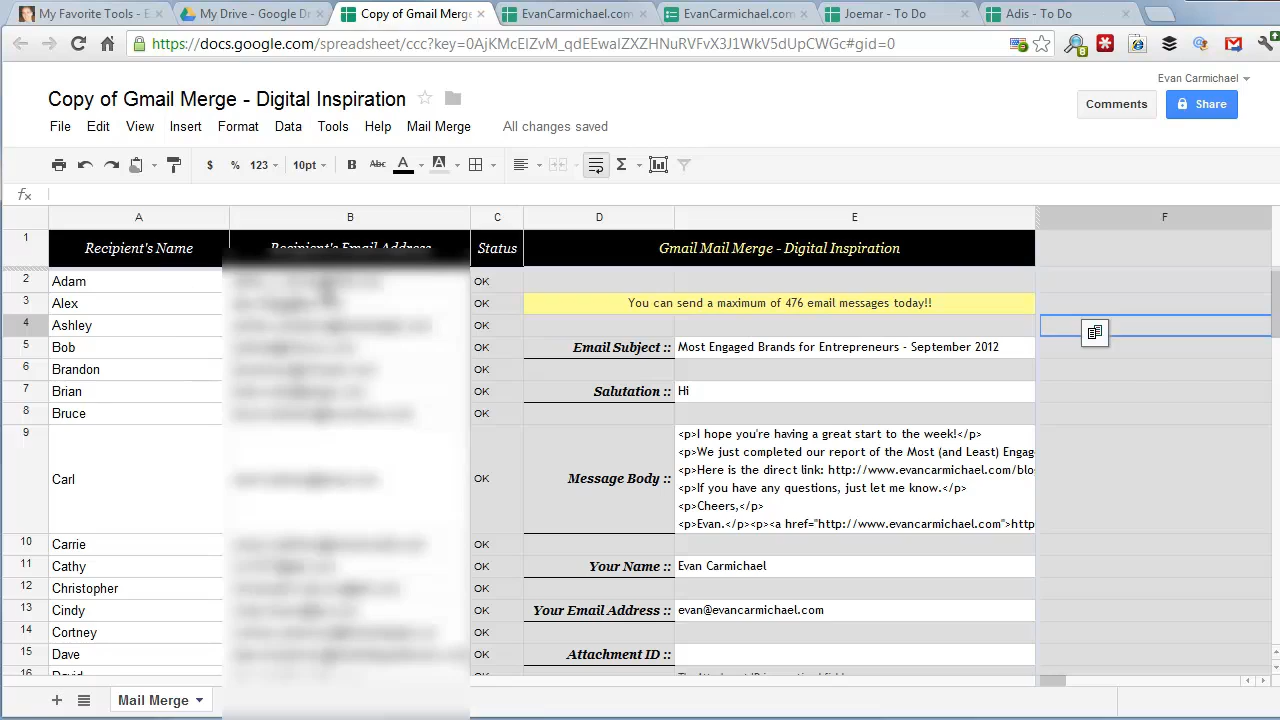 My Favorite Tools - E
My Drive - Google Dr
Copy of Gmail Merge
EvanCarmichael.com
EvanCarmichael.com
Joemar - To Do
Adis - To Do
https://docs.google.com/spreadsheet/ccc?key=0AjKMcEIZvM_qdEEwalZXZHNuRVFvX3J1WkV5dUpCWGc#gid=0
8
Evan Carmichael
Copy of Gmail Merge - Digital Inspiration
Comments
Share
File Edit View Insert Format Data Tools Help Mail Merge All changes saved
$ % 123 10pt B Abc A A Σ
fx
A B C D E F
1 Recipient's Name Recipient's Email Address Status Gmail Mail Merge - Digital Inspiration
2 Adam OK
3 Alex OK You can send a maximum of 476 email messages today!!
4 Ashley OK
5 Bob OK Email Subject :: Most Engaged Brands for Entrepreneurs - September 2012
6 Brandon OK
7 Brian OK Salutation :: Hi
8 Bruce OK
9 Carl OK Message Body ::
<p>I hope you're having a great start to the week!</p>
<p>We just completed our report of the Most (and Least) Engag
<p>Here is the direct link: http://www.evancarmichael.com/blo
<p>If you have any questions, just let me know.</p>
<p>Cheers,</p>
<p>Evan.</p><p><a href="http://www.evancarmichael.com">http
10 Carrie OK
11 Cathy OK Your Name :: Evan Carmichael
12 Christopher OK
13 Cindy OK Your Email Address :: evan@evancarmichael.com
14 Cortney OK
15 Dave OK Attachment ID ::
16 David OK
Mail Merge